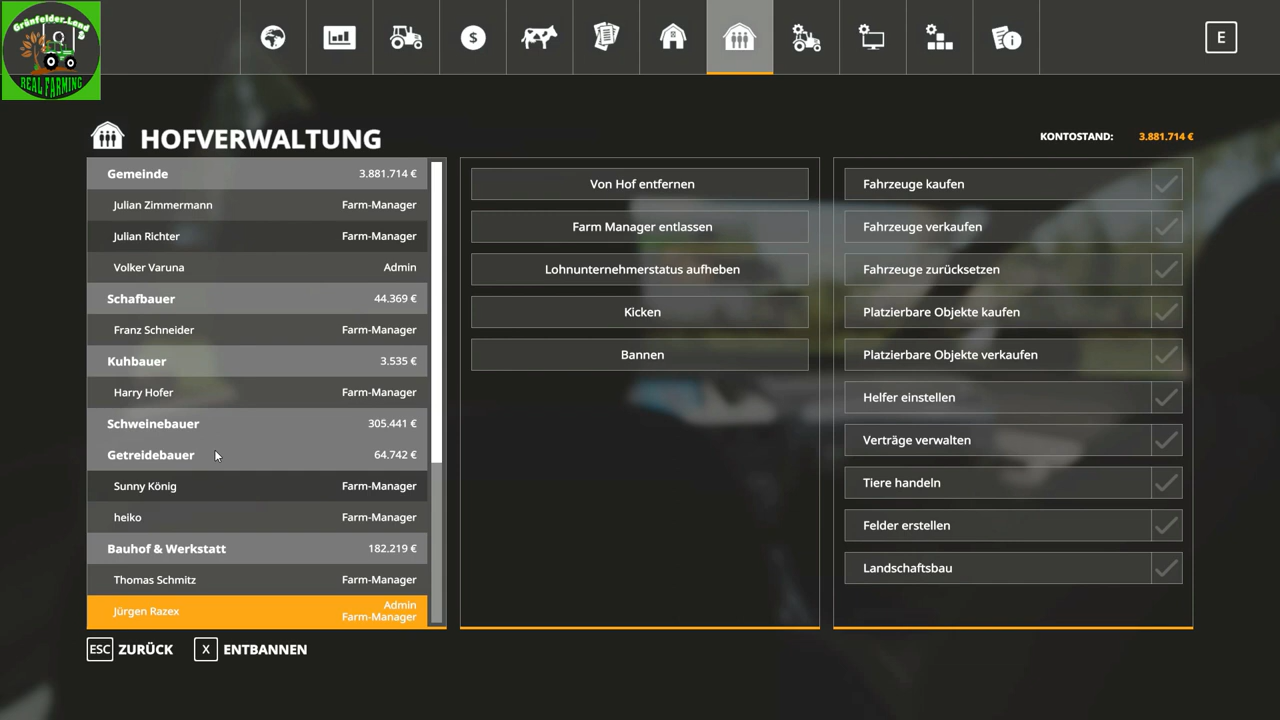 Grünfelder Land
REAL FARMING
$
E
HOFVERWALTUNG
KONTOSTAND: 3.881.714 €
Gemeinde 3.881.714 €
Julian Zimmermann Farm-Manager
Julian Richter Farm-Manager
Volker Varuna Admin
Schafbauer 44.369 €
Franz Schneider Farm-Manager
Kuhbauer 3.535 €
Harry Hofer Farm-Manager
Schweinebauer 305.441 €
Getreidebauer 64.742 €
Sunny König Farm-Manager
heiko Farm-Manager
Bauhof & Werkstatt 182.219 €
Thomas Schmitz Farm-Manager
Jürgen Razex Admin
Farm-Manager
Von Hof entfernen
Farm Manager entlassen
Lohnunternehmerstatus aufheben
Kicken
Bannen
Fahrzeuge kaufen
Fahrzeuge verkaufen
Fahrzeuge zurücksetzen
Platzierbare Objekte kaufen
Platzierbare Objekte verkaufen
Helfer einstellen
Verträge verwalten
Tiere handeln
Felder erstellen
Landschaftsbau
ESC ZURÜCK X ENTBANNEN